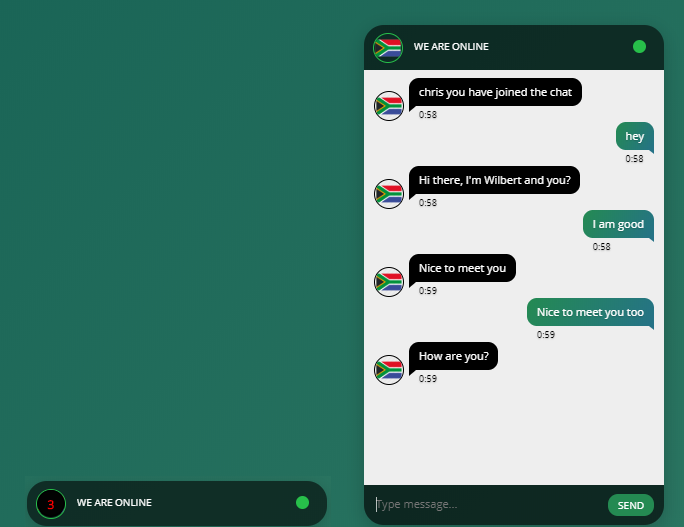 WE ARE ONLINE
chris you have joined the chat
0:58
hey
0:58
Hi there, I'm Wilbert and you?
0:58
I am good
0:58
Nice to meet you
0:59
Nice to meet you too
0:59
How are you?
0:59
Type message...
SEND
3
WE ARE ONLINE